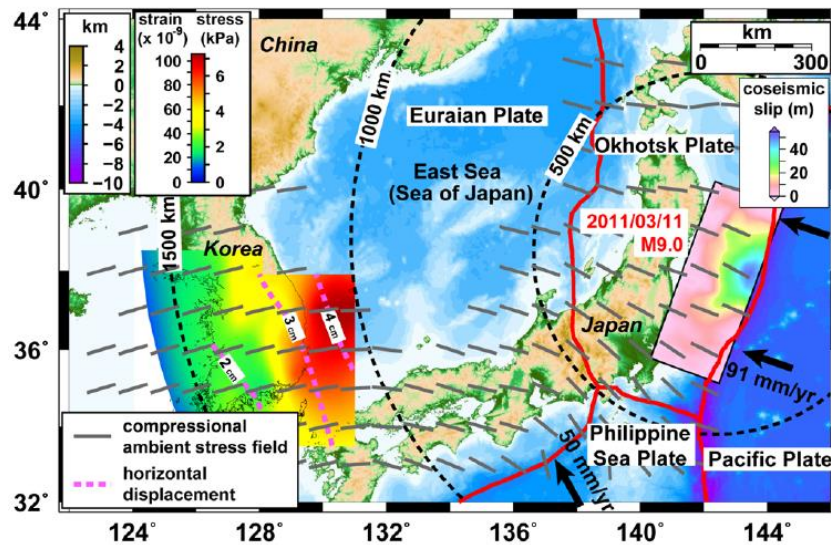 44˚
40˚
36˚
32˚
124˚
128˚
132˚
136˚
140˚
144˚
km
4
2
0
−2
−4
−6
−8
−10
strain
(x 10⁻⁹)
100
80
60
40
20
0
stress
(kPa)
6
4
2
0
China
1000 km
Euraian Plate
East Sea
(Sea of Japan)
500 km
Okhotsk Plate
km
0 300
coseismic
slip (m)
40
20
0
1500 km
Korea
2011/03/11
M9.0
3 cm
4 cm
2 cm
Japan
91 mm/yr
50 mm/yr
Philippine
Sea Plate
Pacific Plate
compressional
ambient stress field
horizontal
displacement